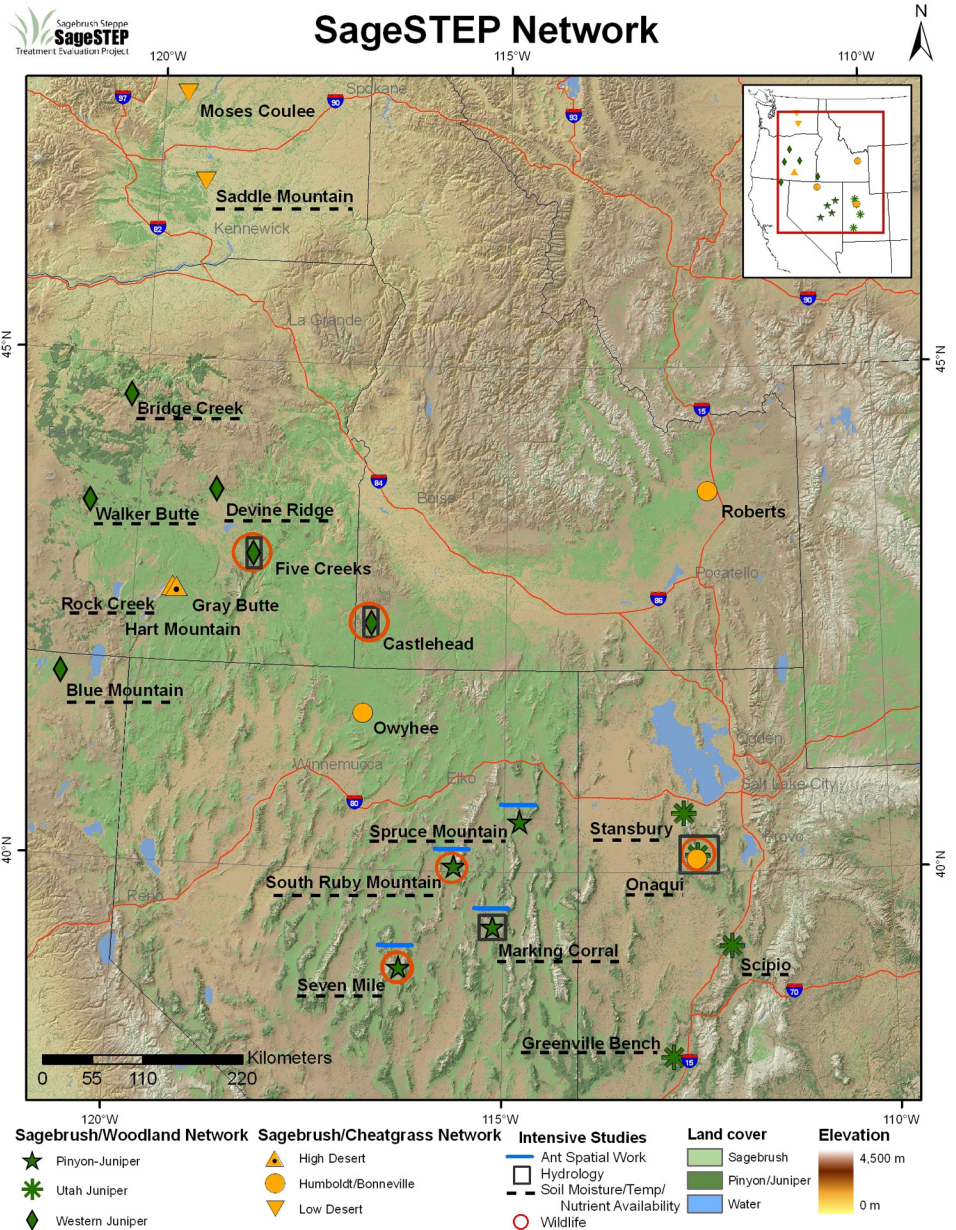 Sagebrush Steppe
SageSTEP
Treatment Evaluation Project
SageSTEP Network
N
120°W
115°W
110°W
97
90
Spokane
93
Moses Coulee
Saddle Mountain
82
Kennewick
90
La Grande
45°N
45°N
15
Bridge Creek
84
Boise
Walker Butte
Devine Ridge
Roberts
Five Creeks
Pocatello
86
Rock Creek
Gray Butte
Hart Mountain
Castlehead
Blue Mountain
Owyhee
Ogden
Winnemucca
Elko
Salt Lake City
80
Spruce Mountain
Stansbury
Provo
40°N
40°N
South Ruby Mountain
Onaqui
Reno
Marking Corral
Scipio
Seven Mile
70
Greenville Bench
15
Kilometers
0 55 110 220
120°W
115°W
110°W
Sagebrush/Woodland Network
Pinyon-Juniper
Utah Juniper
Western Juniper
Sagebrush/Cheatgrass Network
High Desert
Humboldt/Bonneville
Low Desert
Intensive Studies
Ant Spatial Work
Hydrology
Soil Moisture/Temp/
Nutrient Availability
Wildlife
Land cover
Sagebrush
Pinyon/Juniper
Water
Elevation
4,500 m
0 m